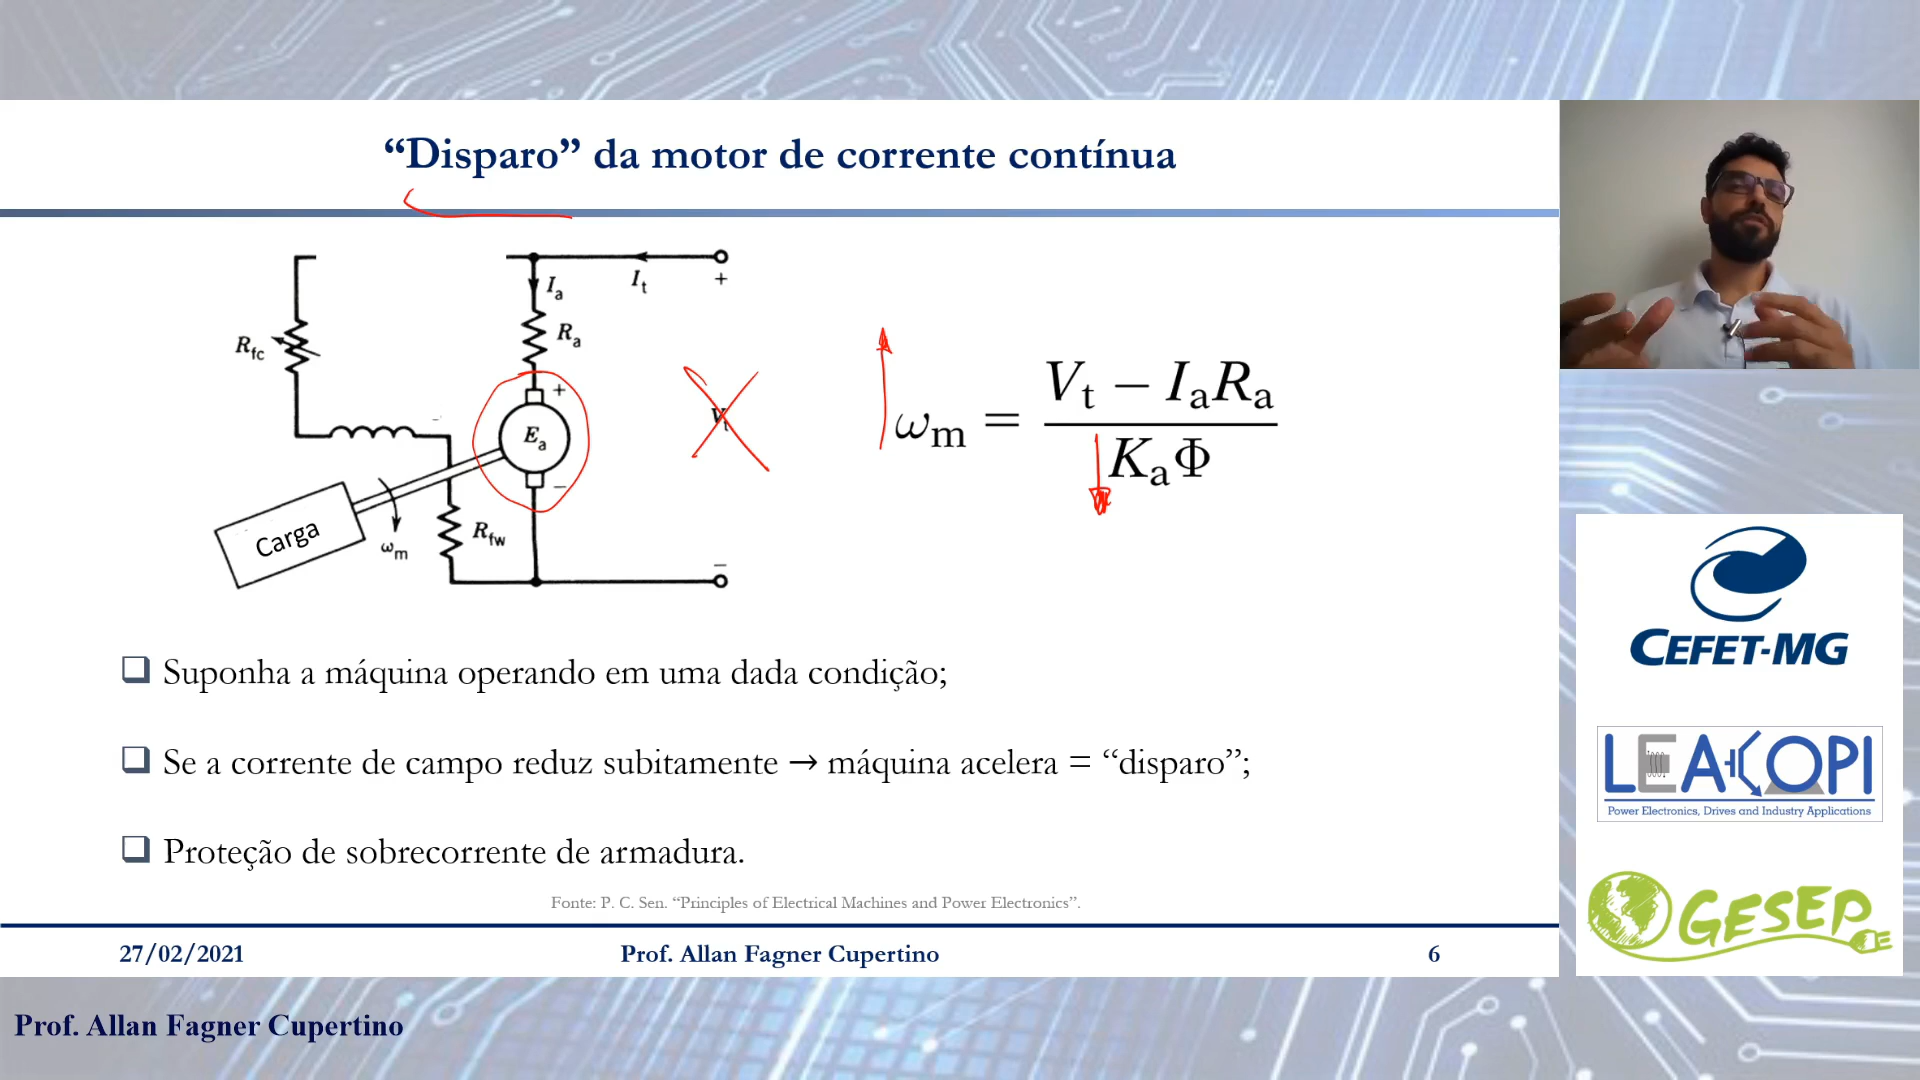 “Disparo” da motor de corrente contínua
Ia
It
+
Rfc
Ra
+
Ea
Vt
Carga
ωm
Rfw
−
−
ωm = Vt − IaRa / KaΦ
❑ Suponha a máquina operando em uma dada condição;
❑ Se a corrente de campo reduz subitamente → máquina acelera = “disparo”;
❑ Proteção de sobrecorrente de armadura.
Fonte: P. C. Sen. “Principles of Electrical Machines and Power Electronics”.
27/02/2021
Prof. Allan Fagner Cupertino
6
CEFET-MG
LEACOPI
Power Electronics, Drives and Industry Applications
GESEP
Prof. Allan Fagner Cupertino